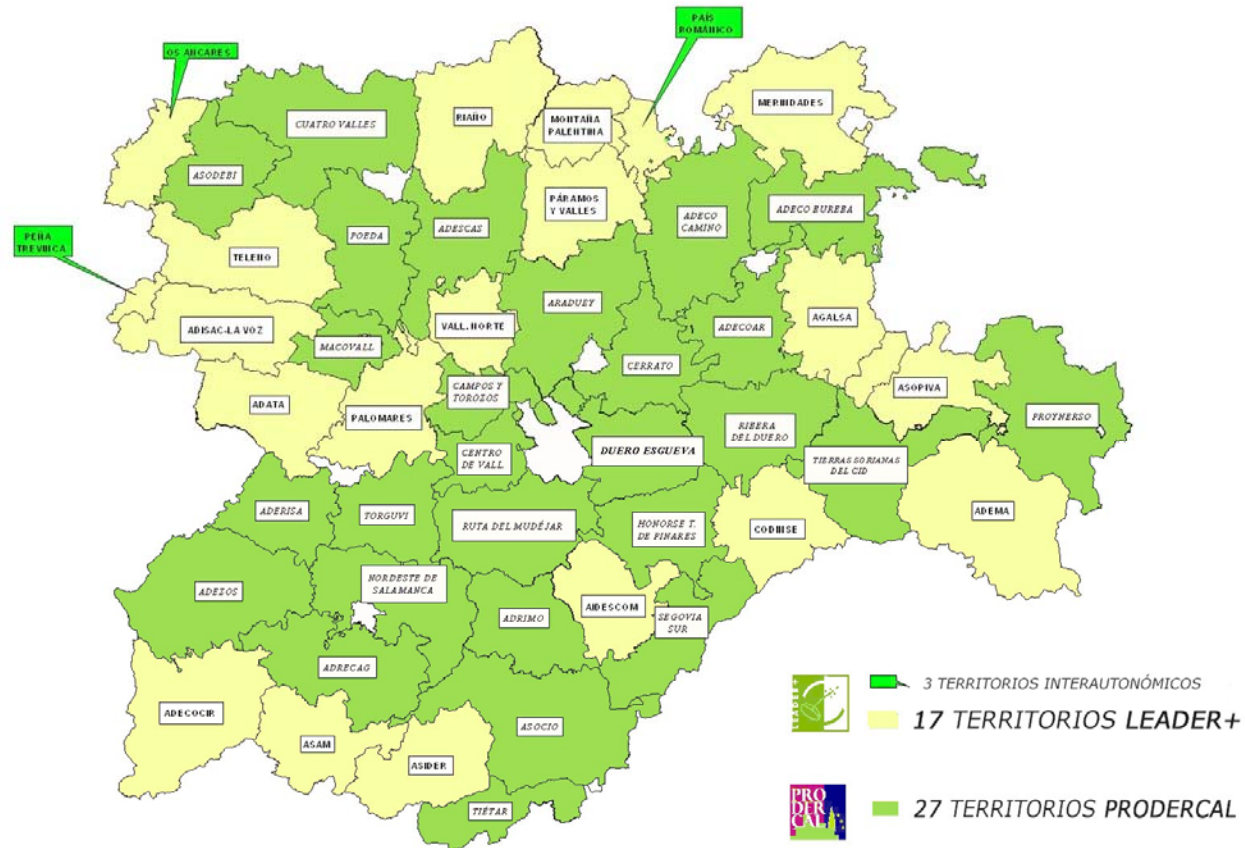 PAÍS
ROMÁNICO
OS ANCARES
MERINDADES
CUATRO VALLES
RIAÑO
MONTAÑA
PALENTINA
ASODEBI
PÁRAMOS
Y VALLES
ADECO
CAMINO
ADECO BUREBA
PEÑA
TREVINCA
POEDA
ADESCAS
TELENO
ARADUEY
AGALSA
ADISAC-LA VOZ
VALL. NORTE
ADECOAR
MACOVALL
CERRATO
ASOPIVA
CAMPOS Y
TOROZOS
ADATA
PALOMARES
PROYNERSO
RIBERA
DEL DUERO
DUERO ESGUEVA
CENTRO
DE VALL.
TIERRAS SORIANAS
DEL CID
ADERISA
TORGUVI
RUTA DEL MUDÉJAR
HONORSE T.
DE PINARES
CODINSE
ADEMA
ADEZOS
NORDESTE DE
SALAMANCA
ADRIMO
AIDESCOM
SEGOVIA
SUR
ADRECAG
ADECOCIR
ASOCIO
ASAM
ASIDER
TIÉTAR
LEADER+
3 TERRITORIOS INTERAUTONÓMICOS
17 TERRITORIOS LEADER+
PRO
DER
CAL
27 TERRITORIOS PRODERCAL